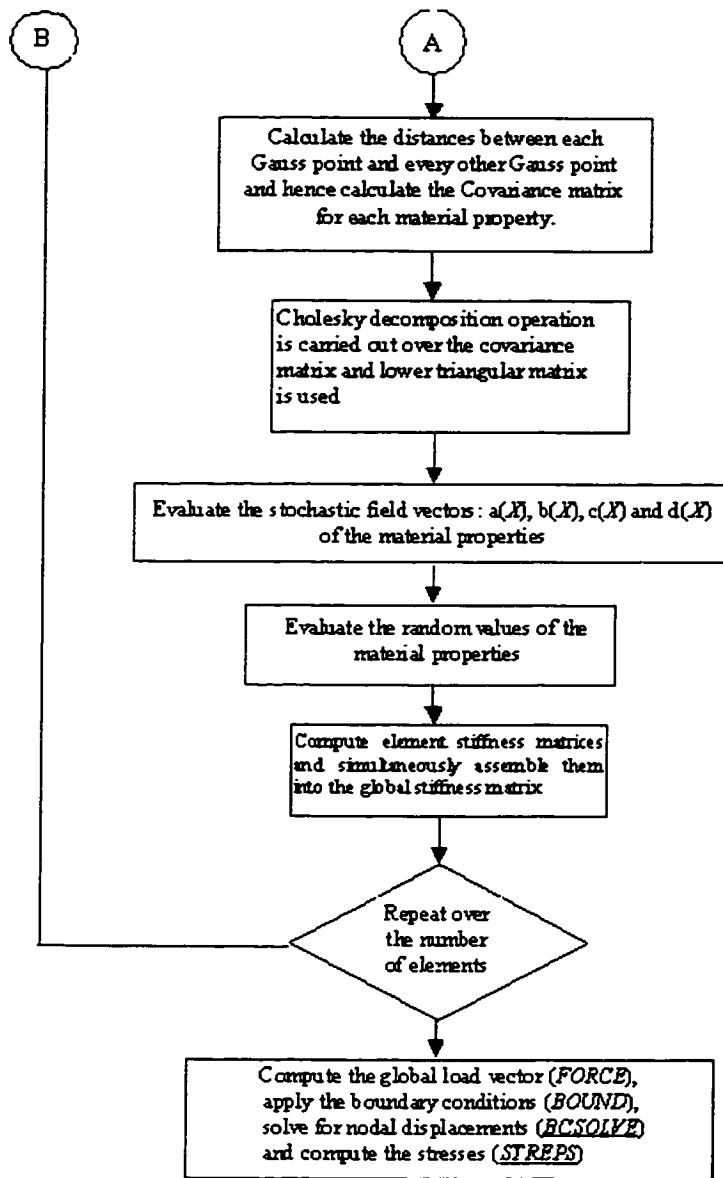 B
A
Calculate the distances between each
Gauss point and every other Gauss point
and hence calculate the Covariance matrix
for each material property.
Cholesky decomposition operation
is carried out over the covariance
matrix and lower triangular matrix
is used
Evaluate the stochastic field vectors : a(X), b(X), c(X) and d(X)
of the material properties
Evaluate the random values of the
material properties
Compute element stiffness matrices
and simultaneously assemble them
into the global stiffness matrix
Repeat over
the number
of elements
Compute the global load vector (FORCE),
apply the boundary conditions (BOUND),
solve for nodal displacements (BCSOLVE)
and compute the stresses (STREPS)